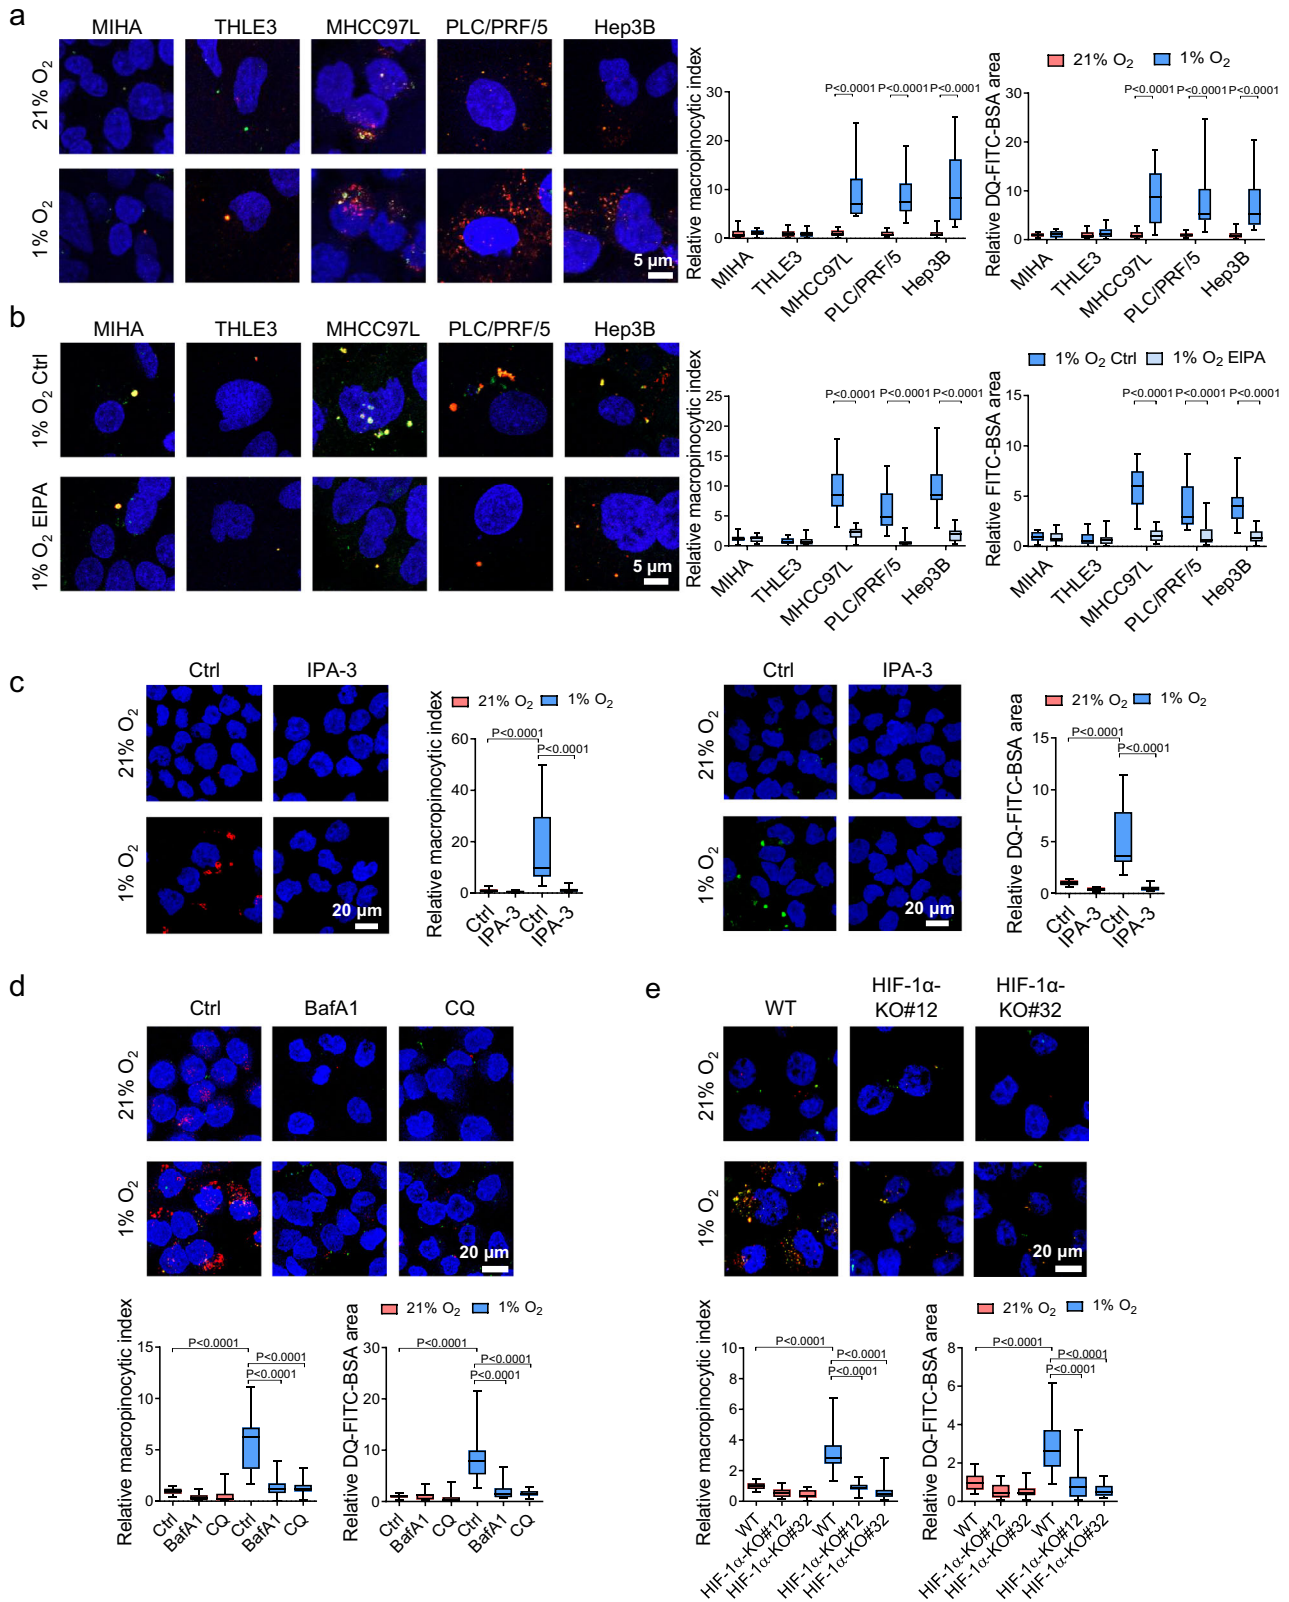 a
MIHA THLE3 MHCC97L PLC/PRF/5 Hep3B
21% O₂
1% O₂
5 µm
Relative macropinocytic index
30
20
10
0
P<0.0001 P<0.0001 P<0.0001
MIHA THLE3 MHCC97L PLC/PRF/5 Hep3B
21% O₂ 1% O₂
Relative DQ-FITC-BSA area
30
20
10
0
P<0.0001 P<0.0001 P<0.0001
MIHA THLE3 MHCC97L PLC/PRF/5 Hep3B
b
MIHA THLE3 MHCC97L PLC/PRF/5 Hep3B
1% O₂ Ctrl
1% O₂ EIPA
5 µm
Relative macropinocytic index
25
20
15
10
5
0
P<0.0001 P<0.0001 P<0.0001
MIHA THLE3 MHCC97L PLC/PRF/5 Hep3B
1% O₂ Ctrl 1% O₂ EIPA
Relative FITC-BSA area
15
10
5
0
P<0.0001 P<0.0001 P<0.0001
MIHA THLE3 MHCC97L PLC/PRF/5 Hep3B
c
Ctrl IPA-3
21% O₂
1% O₂
20 µm
21% O₂ 1% O₂
Relative macropinocytic index
60
40
20
0
P<0.0001
P<0.0001
Ctrl IPA-3 Ctrl IPA-3
Ctrl IPA-3
21% O₂
1% O₂
20 µm
21% O₂ 1% O₂
Relative DQ-FITC-BSA area
15
10
5
0
P<0.0001
P<0.0001
Ctrl IPA-3 Ctrl IPA-3
d
Ctrl BafA1 CQ
21% O₂
1% O₂
20 µm
21% O₂ 1% O₂
Relative macropinocytic index
15
10
5
0
P<0.0001
P<0.0001
P<0.0001
Ctrl BafA1 CQ Ctrl BafA1 CQ
Relative DQ-FITC-BSA area
30
20
10
0
P<0.0001
P<0.0001
P<0.0001
Ctrl BafA1 CQ Ctrl BafA1 CQ
e
WT HIF-1α-KO#12 HIF-1α-KO#32
21% O₂
1% O₂
20 µm
21% O₂ 1% O₂
Relative macropinocytic index
10
8
6
4
2
0
P<0.0001
P<0.0001
P<0.0001
WT HIF-1α-KO#12 HIF-1α-KO#32 WT HIF-1α-KO#12 HIF-1α-KO#32
Relative DQ-FITC-BSA area
8
6
4
2
0
P<0.0001
P<0.0001
P<0.0001
WT HIF-1α-KO#12 HIF-1α-KO#32 WT HIF-1α-KO#12 HIF-1α-KO#32